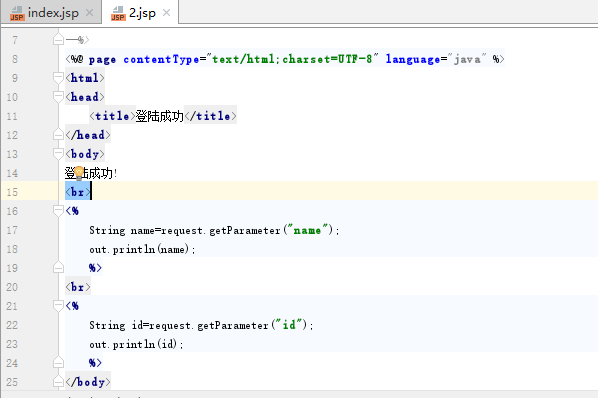 index.jsp 2.jsp
7 --%>
8 <%@ page contentType="text/html;charset=UTF-8" language="java" %>
9 <html>
10 <head>
11     <title>登陆成功</title>
12 </head>
13 <body>
14 登陆成功!
15 <br>
16 <%
17     String name=request.getParameter("name");
18     out.println(name);
19     %>
20 <br>
21 <%
22     String id=request.getParameter("id");
23     out.println(id);
24     %>
25 </body>